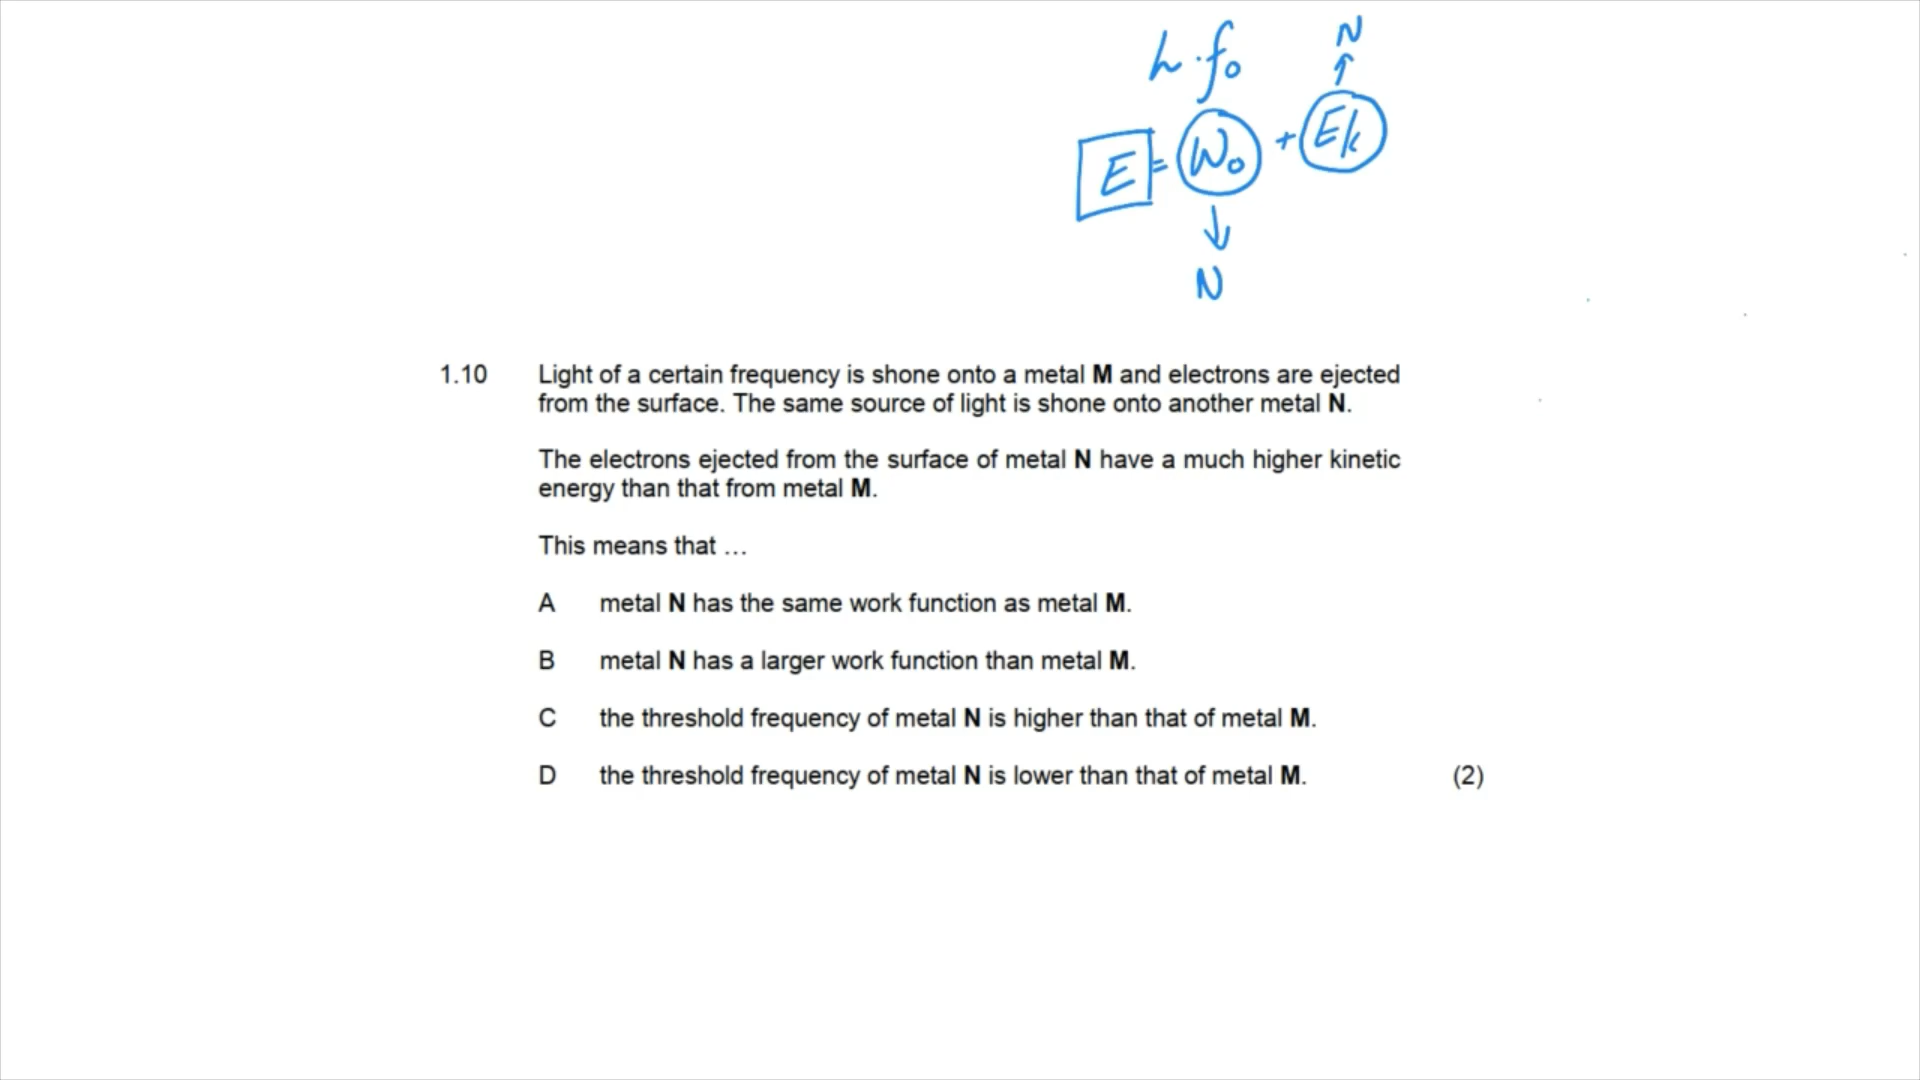 h·f₀ N
↑
E = W₀ + Ek
↓
N
1.10 Light of a certain frequency is shone onto a metal M and electrons are ejected
from the surface. The same source of light is shone onto another metal N.
The electrons ejected from the surface of metal N have a much higher kinetic
energy than that from metal M.
This means that …
A metal N has the same work function as metal M.
B metal N has a larger work function than metal M.
C the threshold frequency of metal N is higher than that of metal M.
D the threshold frequency of metal N is lower than that of metal M. (2)